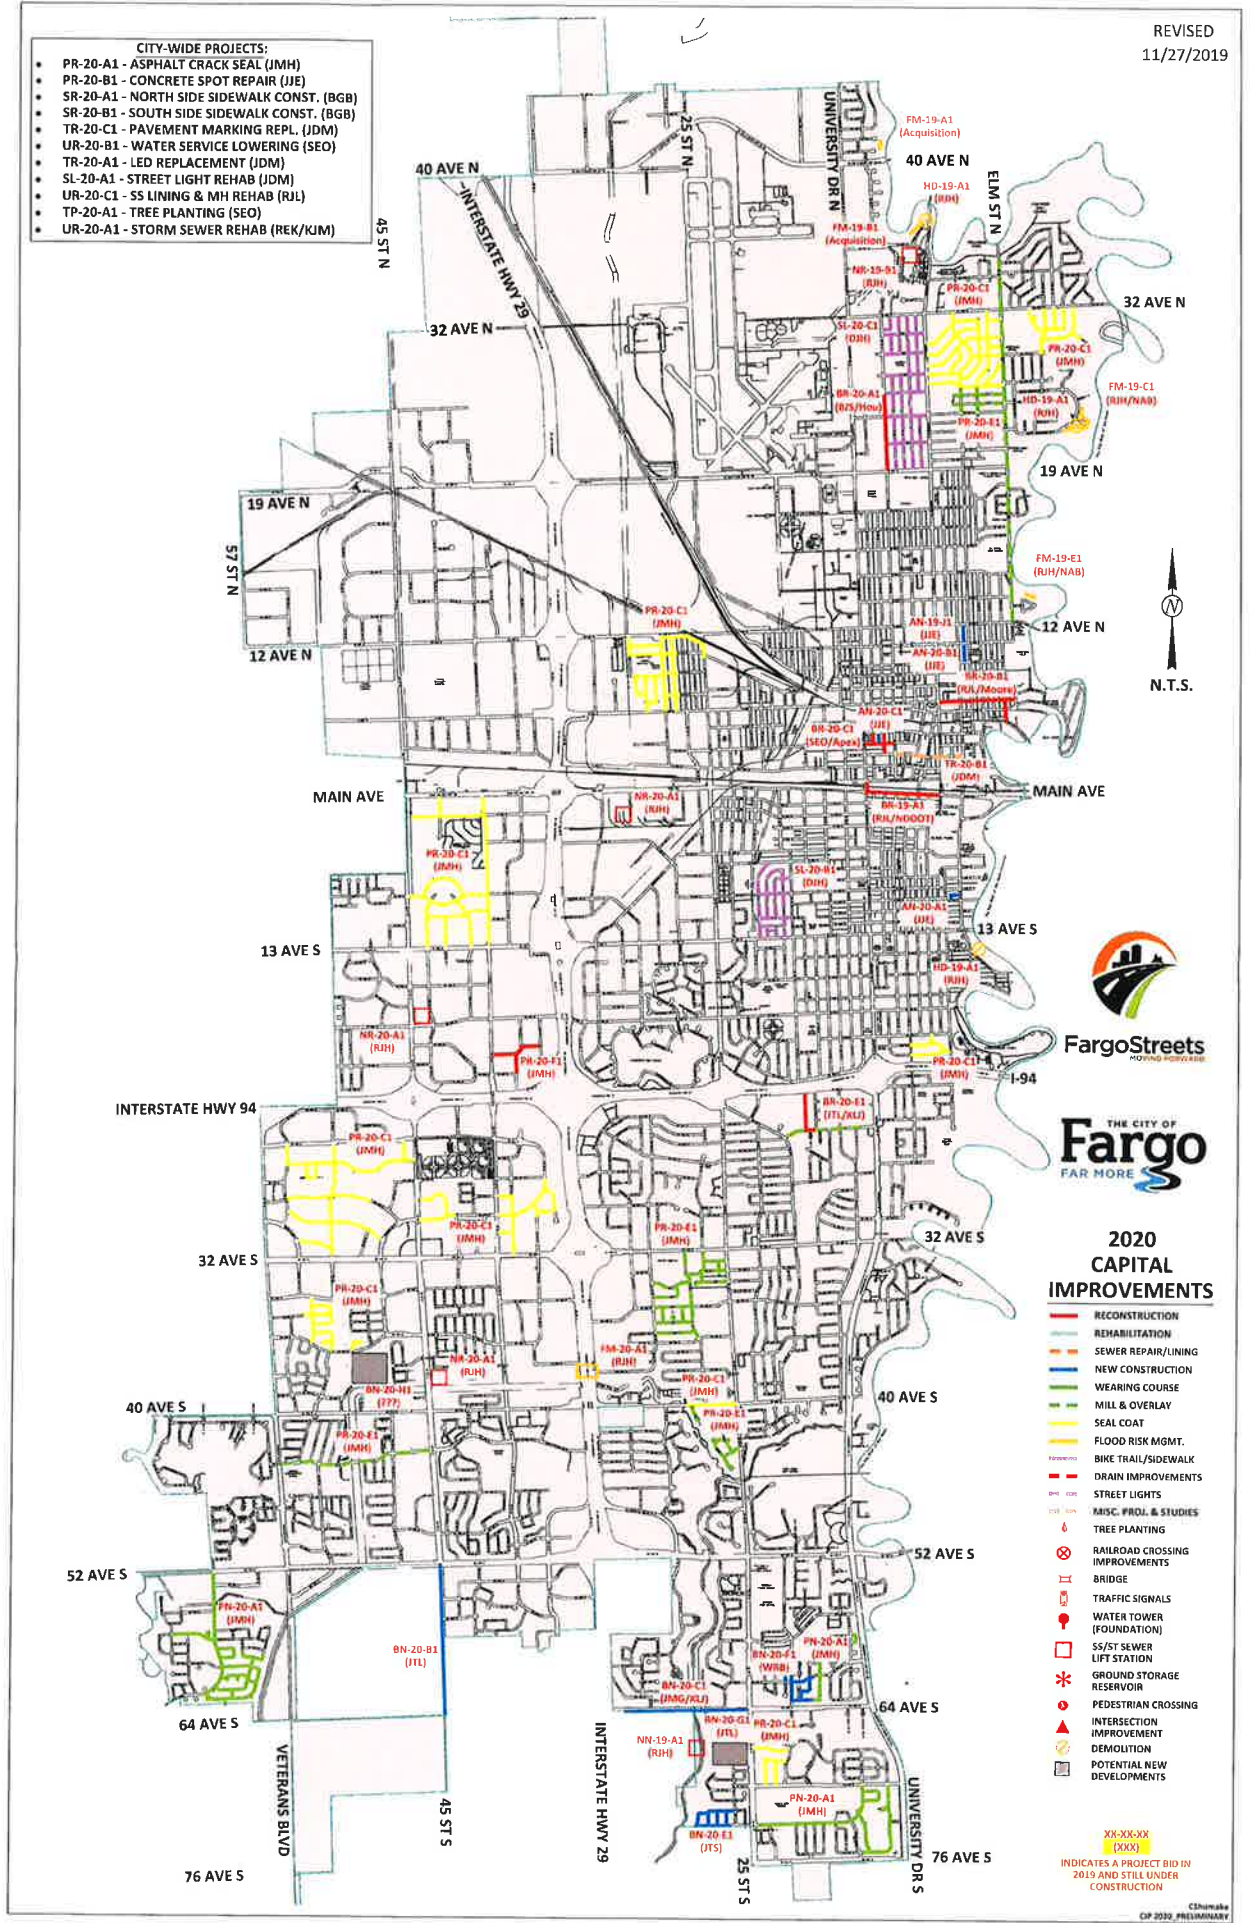 REVISED
11/27/2019
CITY-WIDE PROJECTS:
PR-20-A1 - ASPHALT CRACK SEAL (JMH)
PR-20-B1 - CONCRETE SPOT REPAIR (JJE)
SR-20-A1 - NORTH SIDE SIDEWALK CONST. (BGB)
SR-20-B1 - SOUTH SIDE SIDEWALK CONST. (BGB)
TR-20-C1 - PAVEMENT MARKING REPL. (JDM)
UR-20-B1 - WATER SERVICE LOWERING (SEO)
TR-20-A1 - LED REPLACEMENT (JDM)
SL-20-A1 - STREET LIGHT REHAB (JDM)
UR-20-C1 - SS LINING & MH REHAB (RJL)
TP-20-A1 - TREE PLANTING (SEO)
UR-20-A1 - STORM SEWER REHAB (REK/KJM)
25 ST N
UNIVERSITY DR N
FM-19-A1
(Acquisition)
40 AVE N
40 AVE N
ELM ST N
HD-19-A1
(RJH)
45 ST N
INTERSTATE HWY 29
FM-19-B1
(Acquisition)
NR-19-B1
(RJH)
PR-20-C1
(JMH)
32 AVE N
32 AVE N
SL-20-C1
(DJH)
PR-20-C1
(JMH)
FM-19-C1
(RJH/NAB)
BR-20-A1
(BJS/Hou)
HD-19-A1
(RJH)
PR-20-E1
(JMH)
19 AVE N
19 AVE N
57 ST N
FM-19-E1
(RJH/NAB)
PR-20-C1
(JMH)
AN-19-J1
(JJE)
12 AVE N
12 AVE N
AN-20-B1
(JJE)
BR-20-B1
(RJL/Moore)
N
N.T.S.
AN-20-C1
(JJE)
BR-20-C1
(SEO/Apex)
TR-20-B1
(JDM)
MAIN AVE
MAIN AVE
NR-20-A1
(RJH)
BR-19-A1
(RJL/NDDOT)
PR-20-C1
(JMH)
SL-20-B1
(DJH)
AN-20-A1
(JJE)
13 AVE S
13 AVE S
HD-19-A1
(RJH)
NR-20-A1
(RJH)
PR-20-F1
(JMH)
PR-20-C1
(JMH)
I-94
FargoStreets
MOVING FORWARD
INTERSTATE HWY 94
BR-20-E1
(JTL/KLJ)
THE CITY OF
Fargo
FAR MORE
PR-20-C1
(JMH)
PR-20-C1
(JMH)
PR-20-E1
(JMH)
32 AVE S
32 AVE S
PR-20-C1
(JMH)
NR-20-A1
(RJH)
FM-20-A1
(RJH)
BN-20-H1
(???)
PR-20-C1
(JMH)
40 AVE S
40 AVE S
PR-20-E1
(JMH)
PR-20-E1
(JMH)
52 AVE S
52 AVE S
PN-20-A1
(JMH)
BN-20-B1
(JTL)
PN-20-A1
(JMH)
BN-20-F1
(WRB)
BN-20-C1
(JMG/KLJ)
64 AVE S
64 AVE S
BN-20-G1
(JTL)
PR-20-C1
(JMH)
NN-19-A1
(RJH)
PN-20-A1
(JMH)
BN-20-E1
(JTS)
VETERANS BLVD
45 ST S
INTERSTATE HWY 29
25 ST S
UNIVERSITY DR S
76 AVE S
76 AVE S
2020
CAPITAL
IMPROVEMENTS
RECONSTRUCTION
REHABILITATION
SEWER REPAIR/LINING
NEW CONSTRUCTION
WEARING COURSE
MILL & OVERLAY
SEAL COAT
FLOOD RISK MGMT.
BIKE TRAIL/SIDEWALK
DRAIN IMPROVEMENTS
STREET LIGHTS
MISC. PROJ. & STUDIES
TREE PLANTING
RAILROAD CROSSING
IMPROVEMENTS
BRIDGE
TRAFFIC SIGNALS
WATER TOWER
(FOUNDATION)
SS/ST SEWER
LIFT STATION
GROUND STORAGE
RESERVOIR
PEDESTRIAN CROSSING
INTERSECTION
IMPROVEMENT
DEMOLITION
POTENTIAL NEW
DEVELOPMENTS
XX-XX-XX
(XXX)
INDICATES A PROJECT BID IN
2019 AND STILL UNDER
CONSTRUCTION
CShumake
CIP 2020_PRELIMINARY